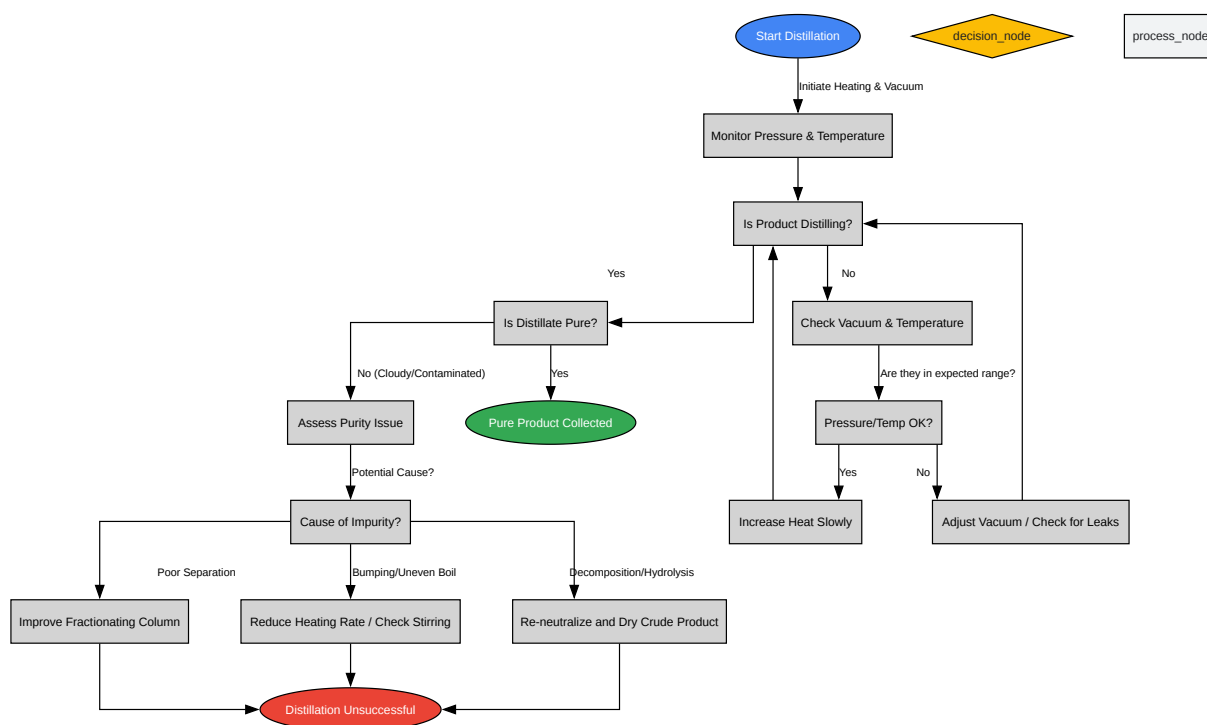 Start Distillation
decision_node
process_node
Initiate Heating & Vacuum
Monitor Pressure & Temperature
Is Product Distilling?
Yes
No
Is Distillate Pure?
Check Vacuum & Temperature
No (Cloudy/Contaminated)
Yes
Are they in expected range?
Assess Purity Issue
Pure Product Collected
Pressure/Temp OK?
Potential Cause?
Yes
No
Cause of Impurity?
Increase Heat Slowly
Adjust Vacuum / Check for Leaks
Poor Separation
Bumping/Uneven Boil
Decomposition/Hydrolysis
Improve Fractionating Column
Reduce Heating Rate / Check Stirring
Re-neutralize and Dry Crude Product
Distillation Unsuccessful